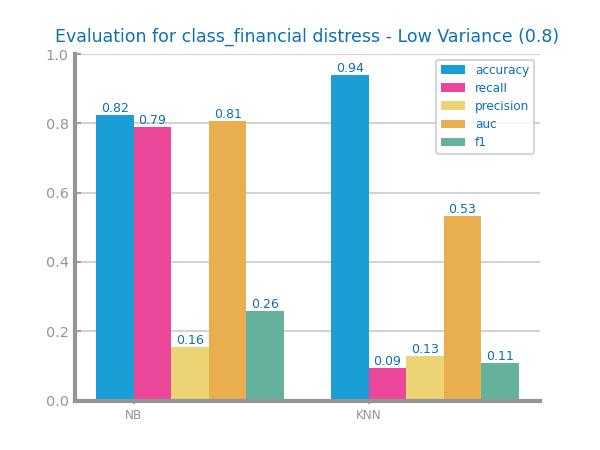 Evaluation for class_financial distress - Low Variance (0.8)
1.0
0.8
0.6
0.4
0.2
0.0
0.82
0.79
0.16
0.81
0.26
0.94
0.09
0.13
0.53
0.11
accuracy
recall
precision
auc
f1
NB
KNN